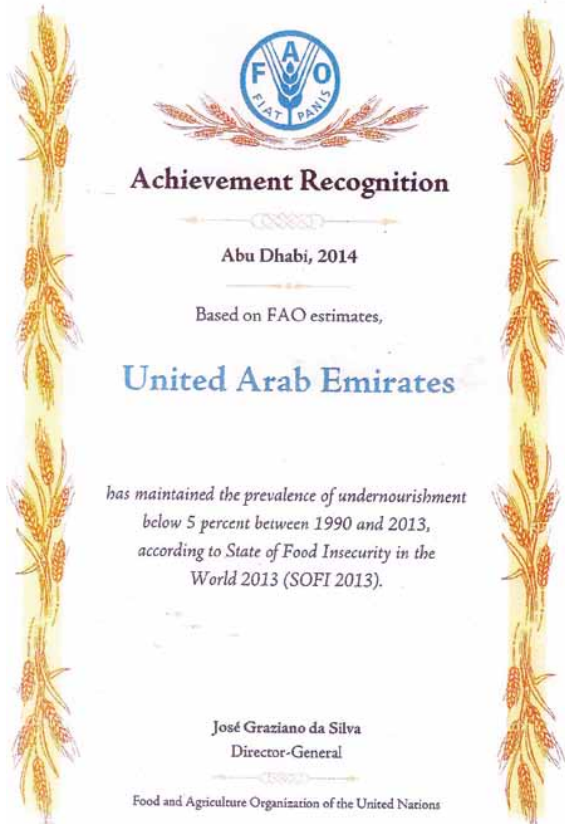 F A O
FIAT PANIS
Achievement Recognition
Abu Dhabi, 2014
Based on FAO estimates,
United Arab Emirates
has maintained the prevalence of undernourishment
below 5 percent between 1990 and 2013,
according to State of Food Insecurity in the
World 2013 (SOFI 2013).
José Graziano da Silva
Director-General
Food and Agriculture Organization of the United Nations